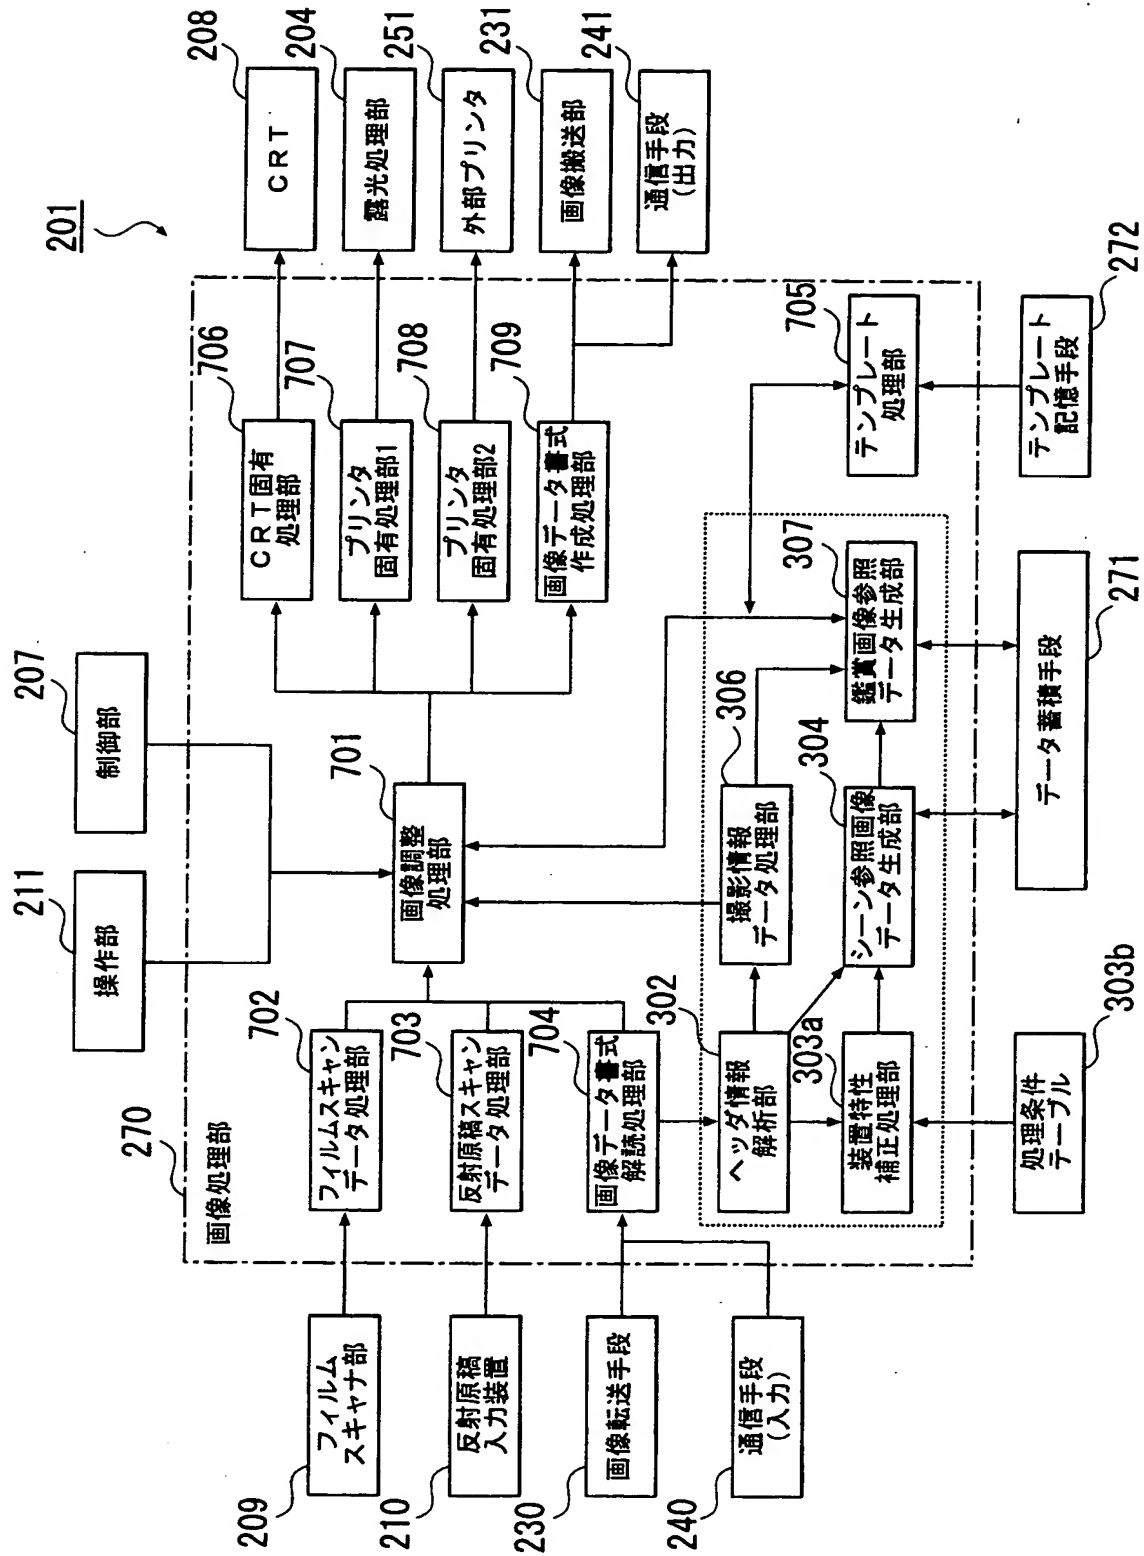 201
211
操作部
207
制御部
270
画像処理部
209
フィルム
スキャナ部
210
反射原稿
入力装置
230
画像転送手段
240
通信手段
(入力)
702
フィルムスキャン
データ処理部
703
反射原稿スキャン
データ処理部
704
画像データ書式
解読処理部
701
画像調整
処理部
706
CRT固有
処理部
707
プリンタ
固有処理部1
708
プリンタ
固有処理部2
709
画像データ書式
作成処理部
208
CRT
204
露光処理部
251
外部プリンタ
231
画像搬送部
241
通信手段
(出力)
302
ヘッダ情報
解析部
303a
装置特性
補正処理部
306
撮影情報
データ処理部
304
シーン参照画像
データ生成部
307
鑑賞画像参照
データ生成部
705
テンプレート
処理部
303b
処理条件
テーブル
271
データ蓄積手段
272
テンプレート
記憶手段